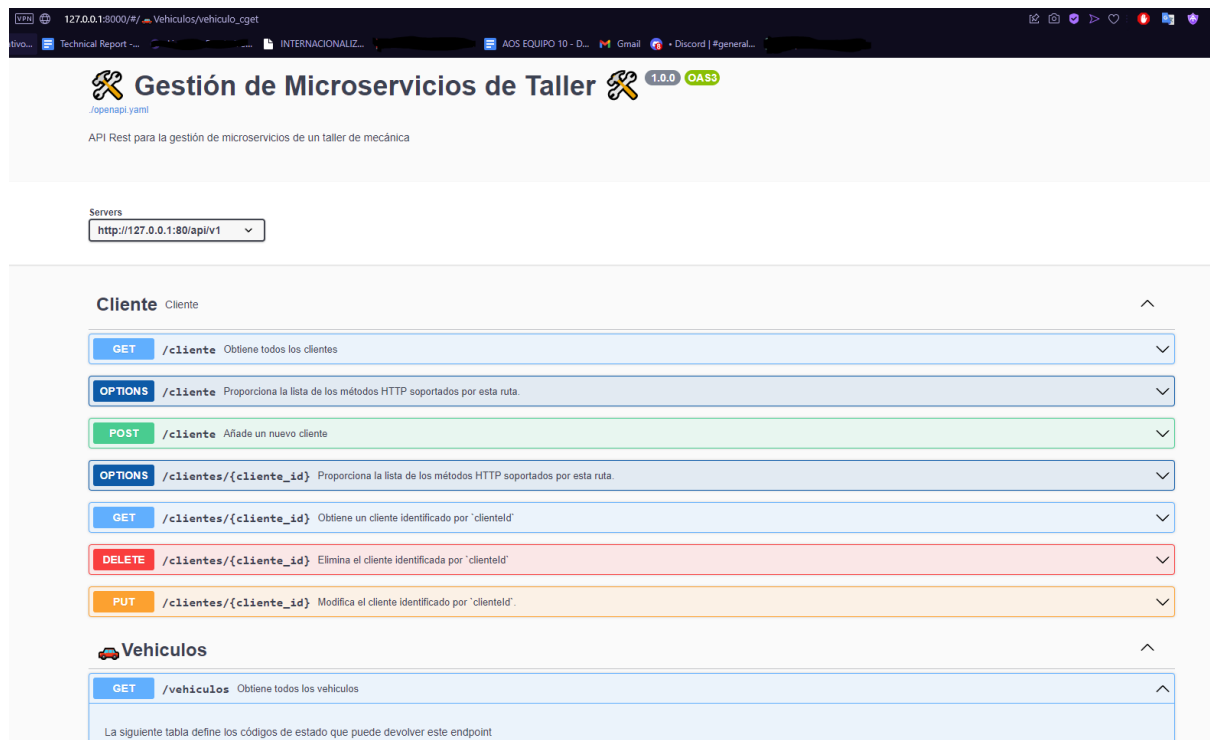 VPN 127.0.0.1:8000/#/🚗Vehiculos/vehiculo_cget
ativo... Technical Report -... INTERNACIONALIZ... AOS EQUIPO 10 - D... Gmail • Discord | #general...
🛠 Gestión de Microservicios de Taller 🛠 1.0.0 OAS3
./openapi.yaml
API Rest para la gestión de microservicios de un taller de mecánica
Servers
http://127.0.0.1:80/api/v1
Cliente Cliente
GET /cliente Obtiene todos los clientes
OPTIONS /cliente Proporciona la lista de los métodos HTTP soportados por esta ruta.
POST /cliente Añade un nuevo cliente
OPTIONS /clientes/{cliente_id} Proporciona la lista de los métodos HTTP soportados por esta ruta.
GET /clientes/{cliente_id} Obtiene un cliente identificado por `clienteId`
DELETE /clientes/{cliente_id} Elimina el cliente identificada por `clienteId`
PUT /clientes/{cliente_id} Modifica el cliente identificado por `clienteId`.
🚗Vehiculos
GET /vehiculos Obtiene todos los vehiculos
La siguiente tabla define los códigos de estado que puede devolver este endpoint